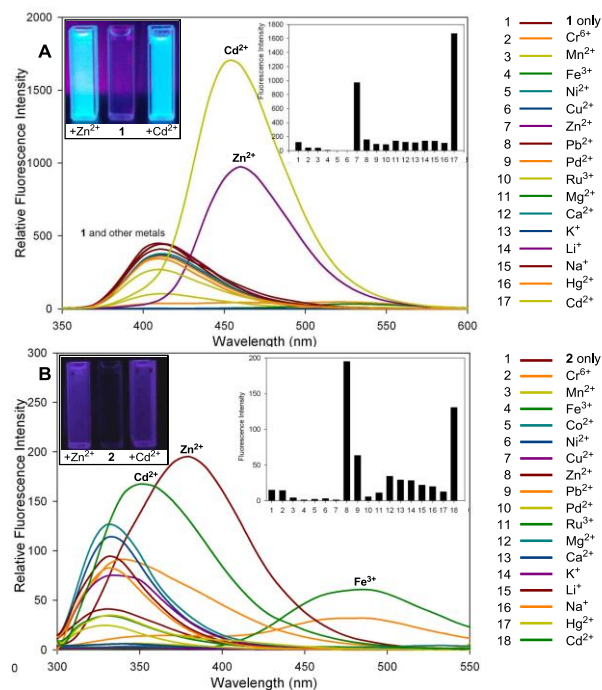 A
+Zn2+ 1 +Cd2+
Cd2+
Zn2+
1 and other metals
Relative Fluorescence Intensity
2000
1500
1000
500
0
350 400 450 500 550 600
Wavelength (nm)
Fluorescence Intensity
1800
1600
1400
1200
1000
800
600
400
200
0
1 2 3 4 5 6 7 8 9 10 11 12 13 14 15 16 17
1 1 only
2 Cr6+
3 Mn2+
4 Fe3+
5 Ni2+
6 Cu2+
7 Zn2+
8 Pb2+
9 Pd2+
10 Ru3+
11 Mg2+
12 Ca2+
13 K+
14 Li+
15 Na+
16 Hg2+
17 Cd2+
B
+Zn2+ 2 +Cd2+
Zn2+
Cd2+
Fe3+
Relative Fluorescence Intensity
300
250
200
150
100
50
0
0
300 350 400 450 500 550
Wavelength (nm)
Fluorescence Intensity
200
150
100
50
0
1 2 3 4 5 6 7 8 9 10 11 12 13 14 15 16 17 18
1 2 only
2 Cr6+
3 Mn2+
4 Fe3+
5 Co2+
6 Ni2+
7 Cu2+
8 Zn2+
9 Pb2+
10 Pd2+
11 Ru3+
12 Mg2+
13 Ca2+
14 K+
15 Li+
16 Na+
17 Hg2+
18 Cd2+